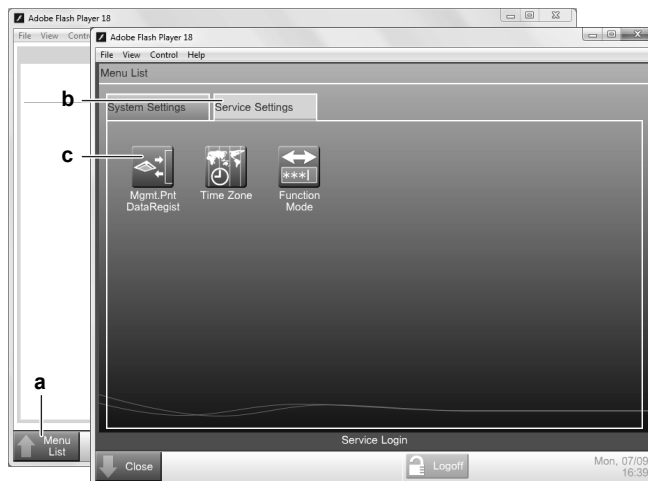 Adobe Flash Player 18
File View Contr
Adobe Flash Player 18
File View Control Help
Menu List
b
System Settings
Service Settings
c
Mgmt.Pnt
DataRegist
Time Zone
***|
Function
Mode
a
Menu
List
Service Login
Close
Logoff
Mon, 07/09
16:39